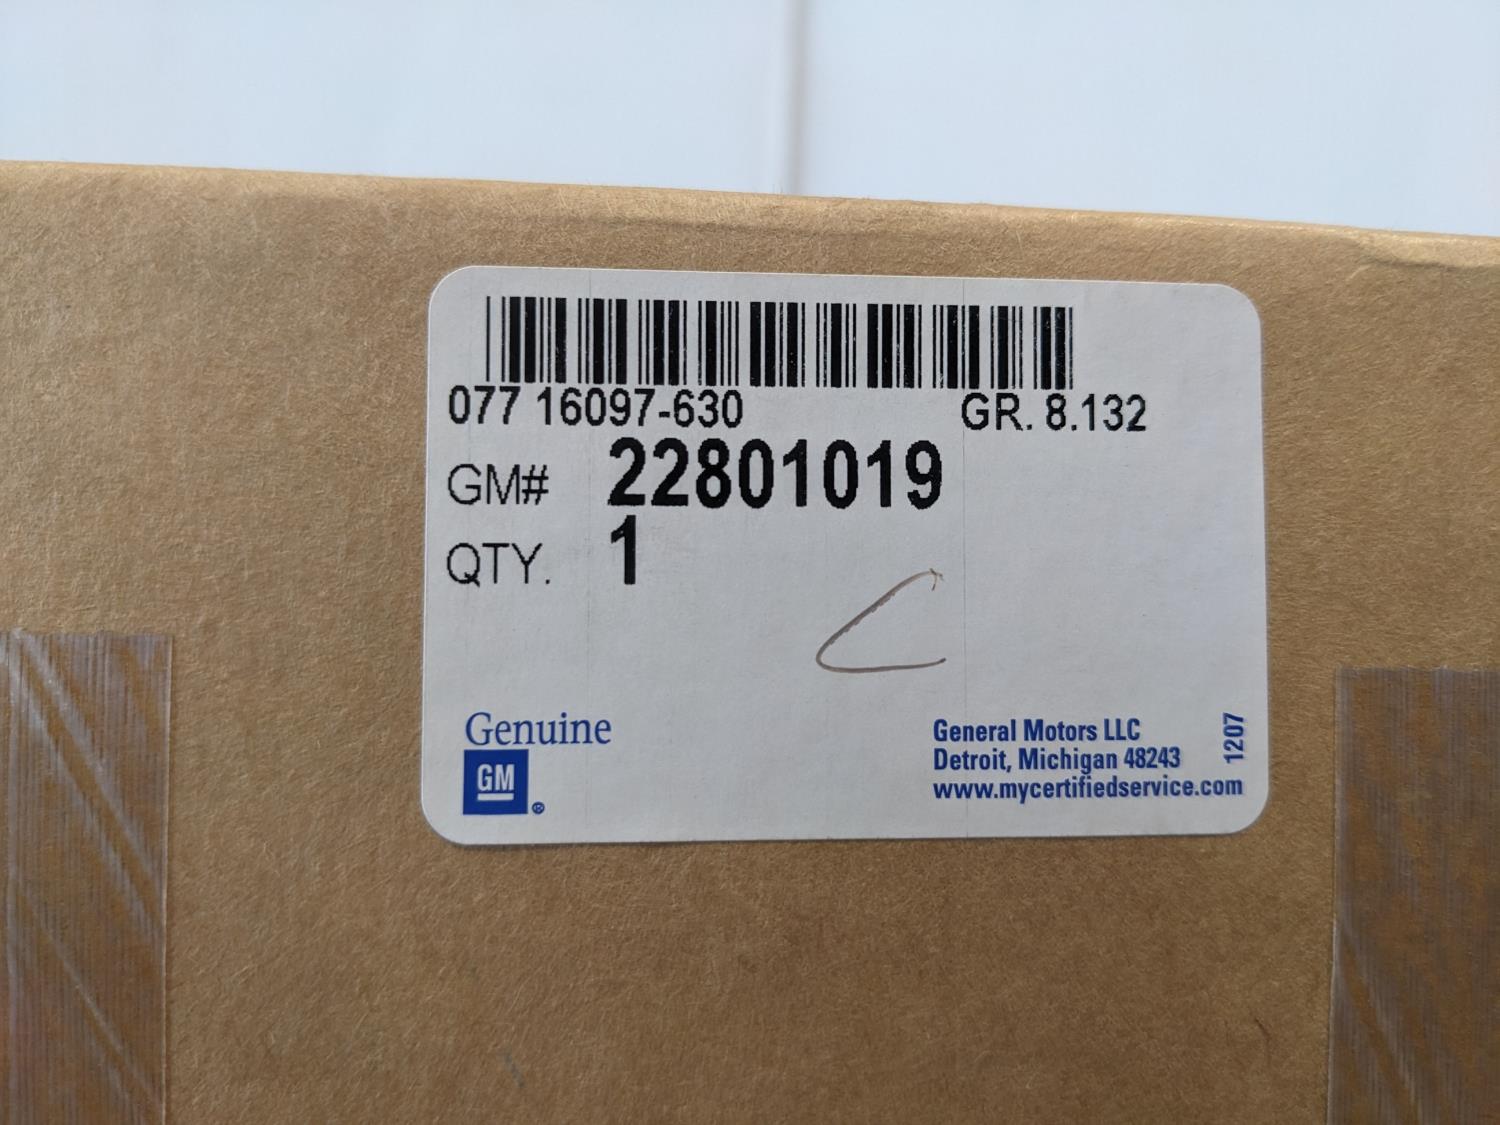 077 16097-630 GR. 8.132
GM# 22801019
QTY. 1
C
Genuine
GM ®
General Motors LLC
Detroit, Michigan 48243
www.mycertifiedservice.com
1207